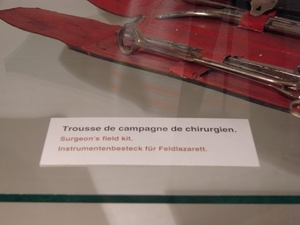 Trousse de campagne de chirurgien.
Surgeon's field kit.
Instrumentenbesteck für Feldlazarett.